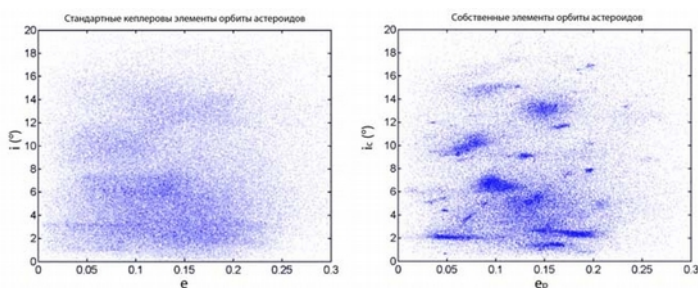 Стандартные кеплеровы элементы орбиты астероидов
20
18
16
14
12
10
8
6
4
2
0
i (°)
0 0.05 0.1 0.15 0.2 0.25 0.3
e
Собственные элементы орбиты астероидов
20
18
16
14
12
10
8
6
4
2
0
ic (°)
0 0.05 0.1 0.15 0.2 0.25 0.3
ep